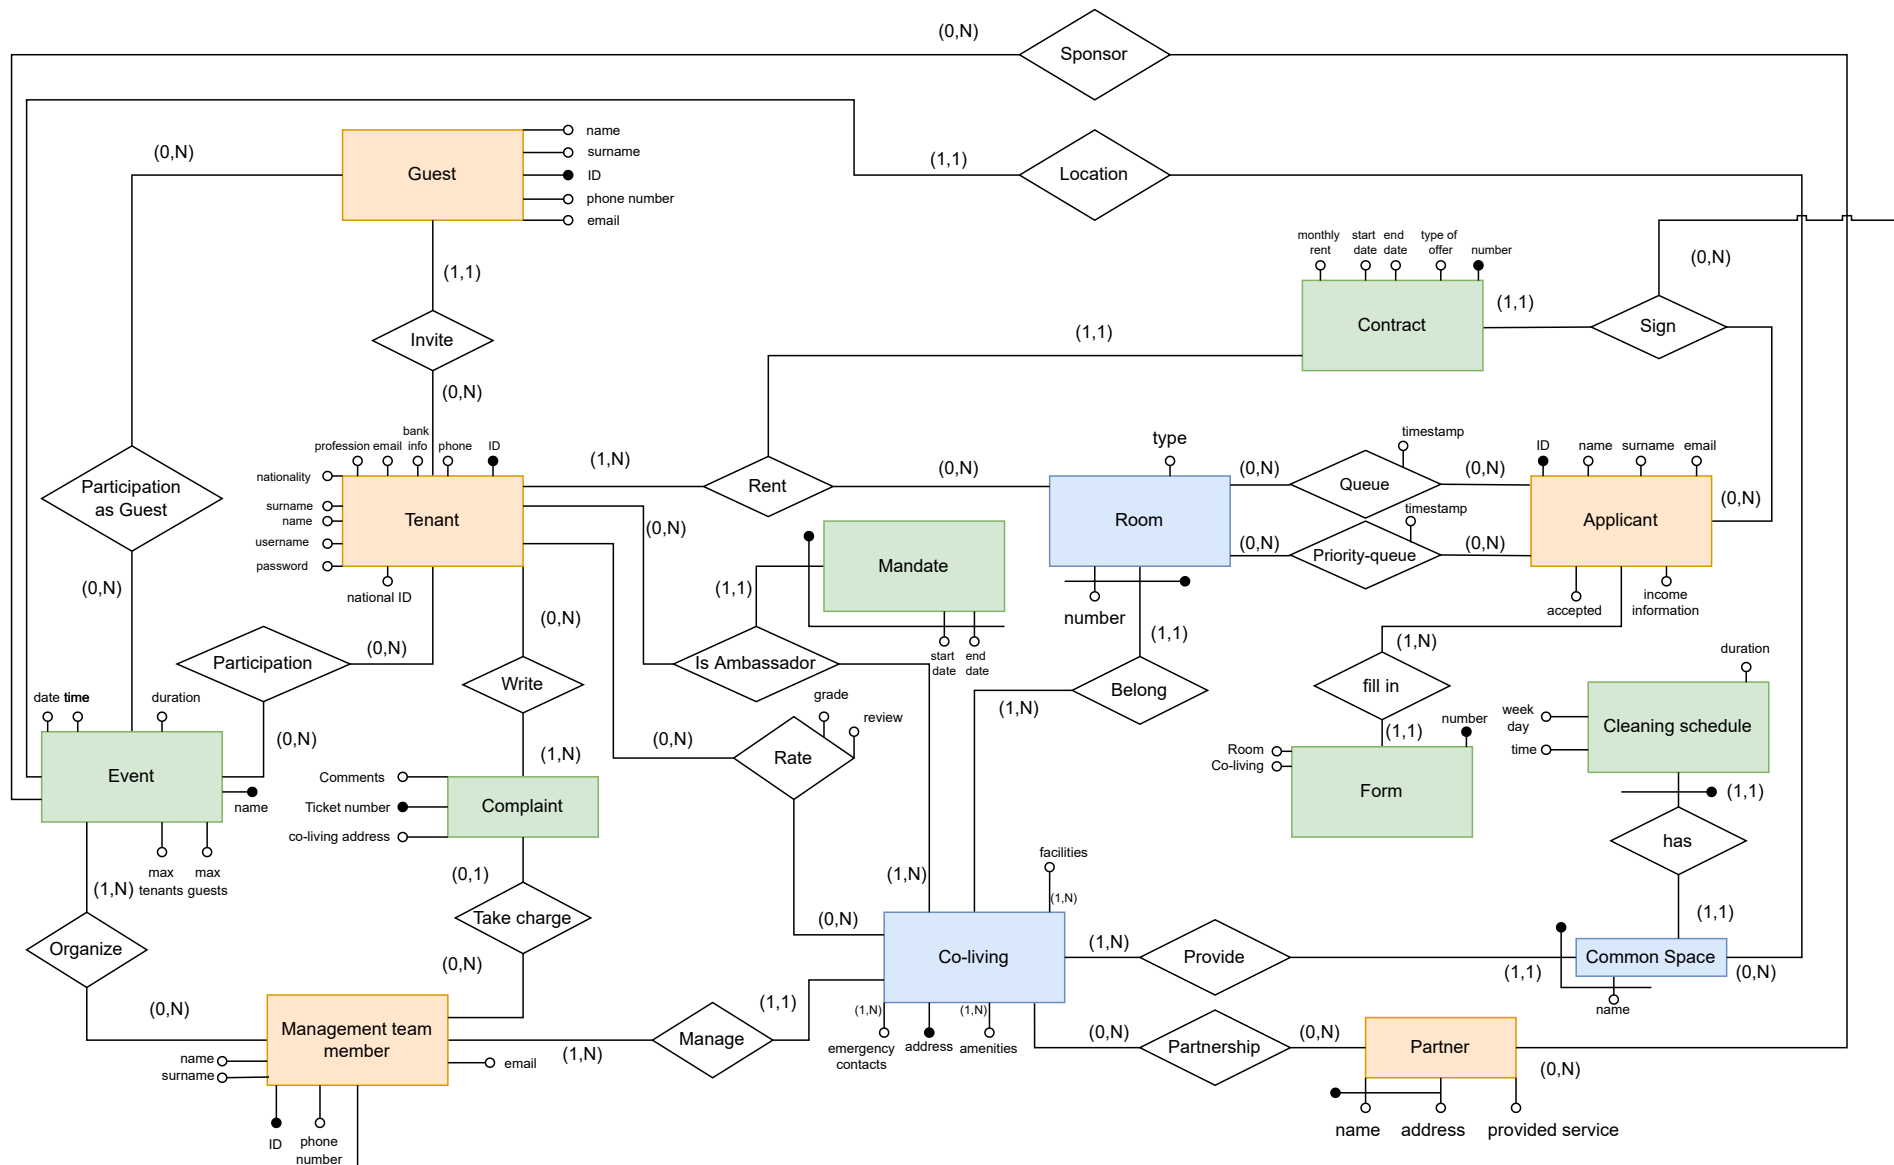 (0,N)
Sponsor
name
(0,N)
surname
(1,1)
Guest
ID
Location
phone number
email
monthly
rent
start
date
end
date
type of
offer
number
(0,N)
(1,1)
(1,1)
Contract
Sign
Invite
(1,1)
(0,N)
bank
info
profession
email
phone
ID
nationality
surname
name
username
password
national ID
Tenant
(1,N)
Rent
(0,N)
type
Room
number
(0,N)
timestamp
Queue
(0,N)
timestamp
(0,N)
Priority-queue
(0,N)
ID
name
surname
email
Applicant
(0,N)
accepted
income
information
Participation
as Guest
(0,N)
(0,N)
Mandate
(1,1)
start
date
end
date
Is Ambassador
(0,N)
Participation
(0,N)
(0,N)
Write
(1,1)
Belong
(1,N)
(1,N)
fill in
(1,1)
number
Room
Co-living
Form
duration
week
day
time
Cleaning schedule
(1,1)
has
(1,1)
date
time
duration
(0,N)
Event
name
max
tenants
max
guests
(1,N)
Comments
Ticket number
co-living address
Complaint
(0,N)
grade
review
Rate
(0,1)
Take charge
(0,N)
(1,N)
(0,N)
facilities
(1,N)
Co-living
(1,N)
Provide
(1,1)
Common Space
(0,N)
name
Organize
(0,N)
Management team
member
name
surname
email
ID
phone
number
(1,N)
Manage
(1,1)
(1,N)
emergency
contacts
address
(1,N)
amenities
(0,N)
Partnership
(0,N)
Partner
(0,N)
name
address
provided service